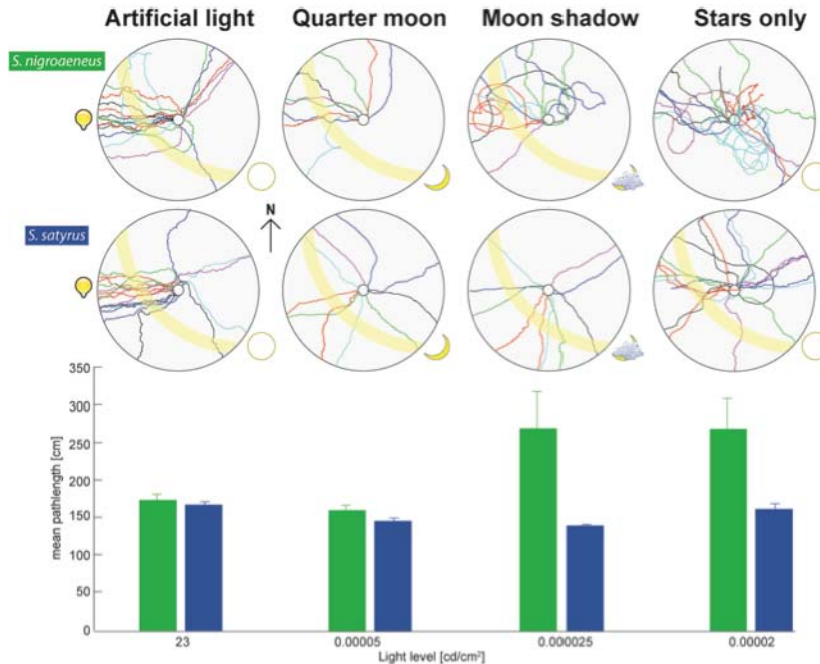 Artificial light Quarter moon Moon shadow Stars only
S. nigroaeneus
S. satyrus
N
350
300
250
200
150
100
50
0
mean pathlength [cm]
23 0.00005 0.000025 0.00002
Light level [cd/cm²]